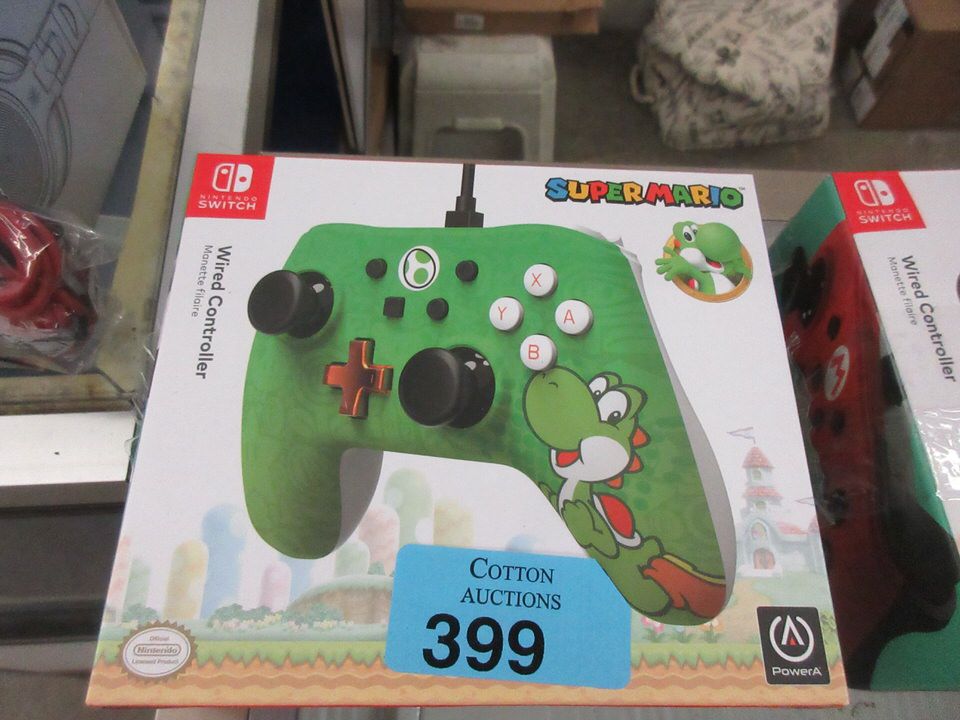 NINTENDO
SWITCH
SUPER MARIO™
Wired Controller
Manette filaire
X
Y
A
B
COTTON
AUCTIONS
399
Official
Nintendo
Licensed Product
PowerA
NINTENDO
SWITCH
Wired Controller
Manette filaire
M